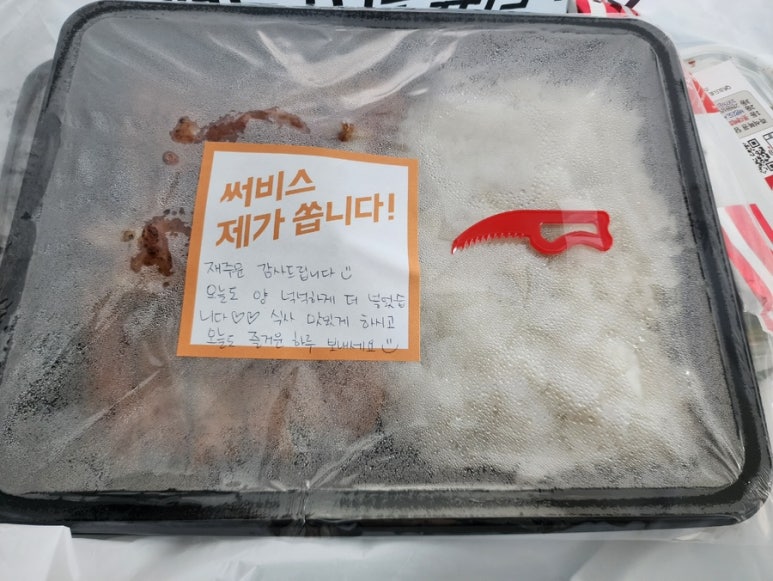 써비스
제가 쏩니다!
재주문 감사드립니다
오늘도 양 넉넉하게 더 넣었습
니다♡♡ 식사 맛있게 하시고
오늘도 즐거운 하루 보내세요